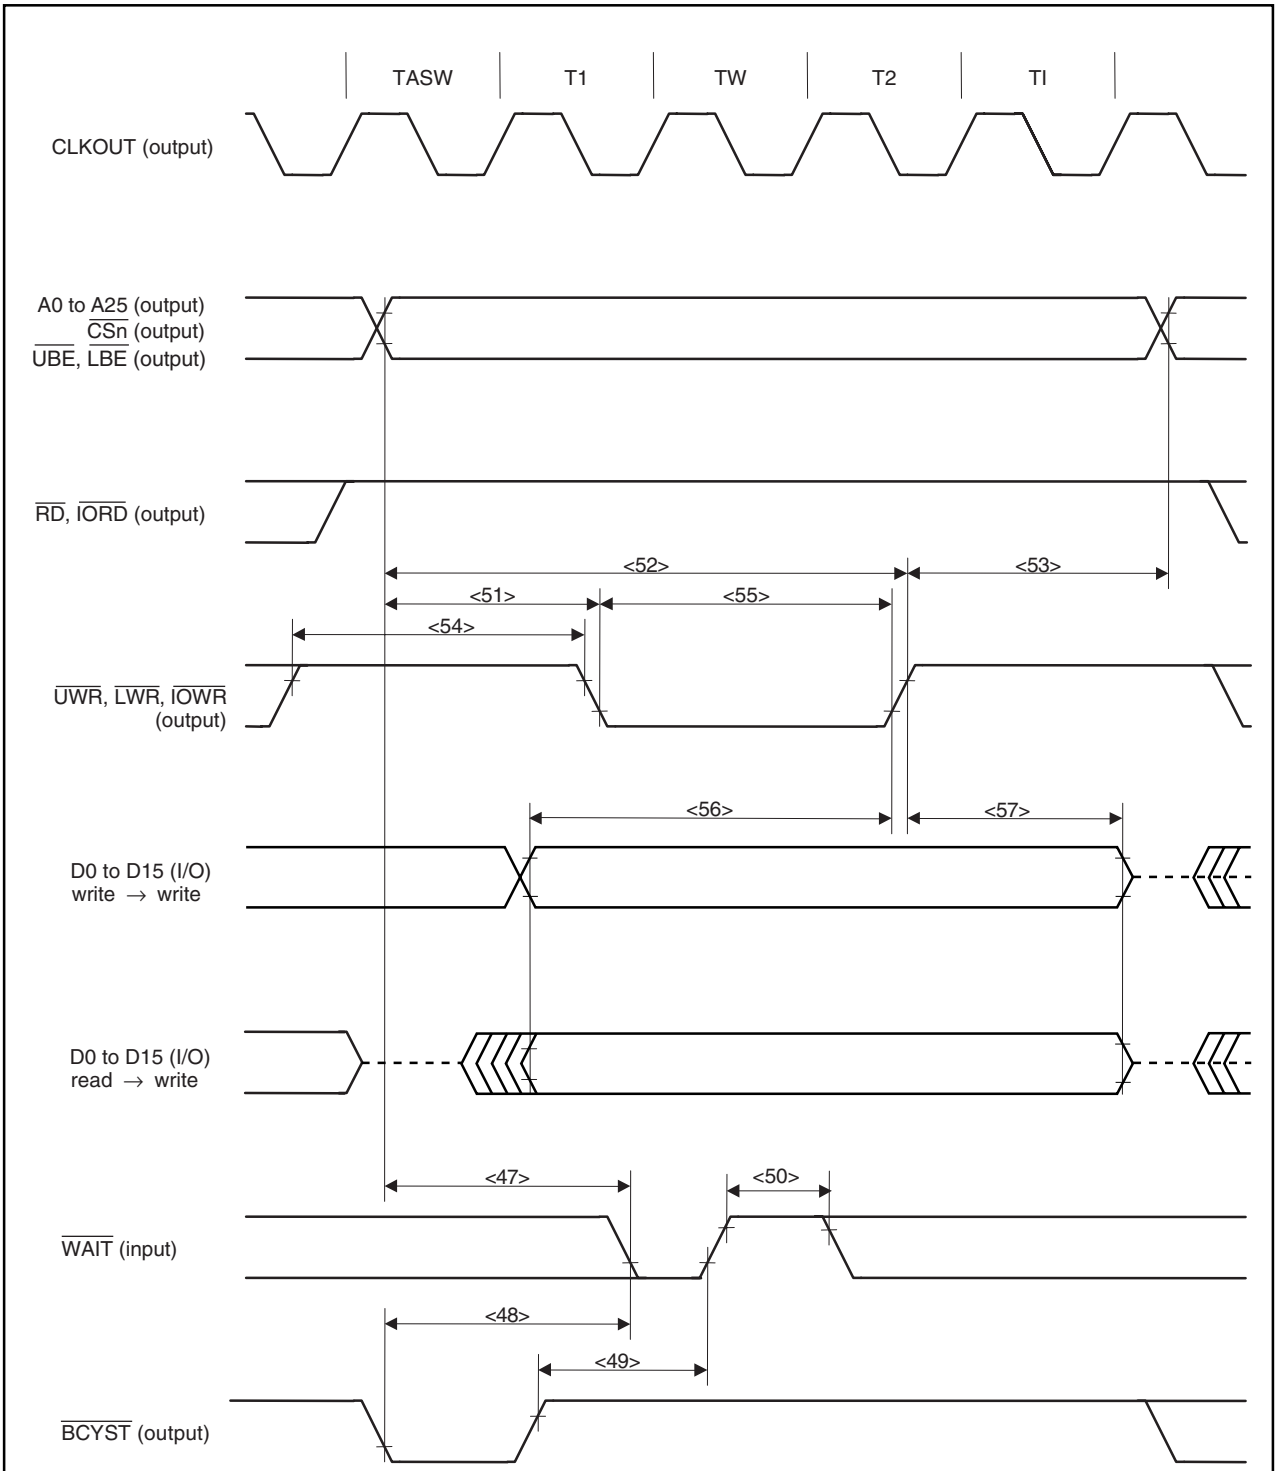 TASW T1 TW T2 TI
CLKOUT (output)
A0 to A25 (output)
CSn (output)
UBE, LBE (output)
RD, IORD (output)
<52> <53>
<51> <55>
<54>
UWR, LWR, IOWR
(output)
<56> <57>
D0 to D15 (I/O)
write → write
D0 to D15 (I/O)
read → write
<47> <50>
WAIT (input)
<48>
<49>
BCYST (output)